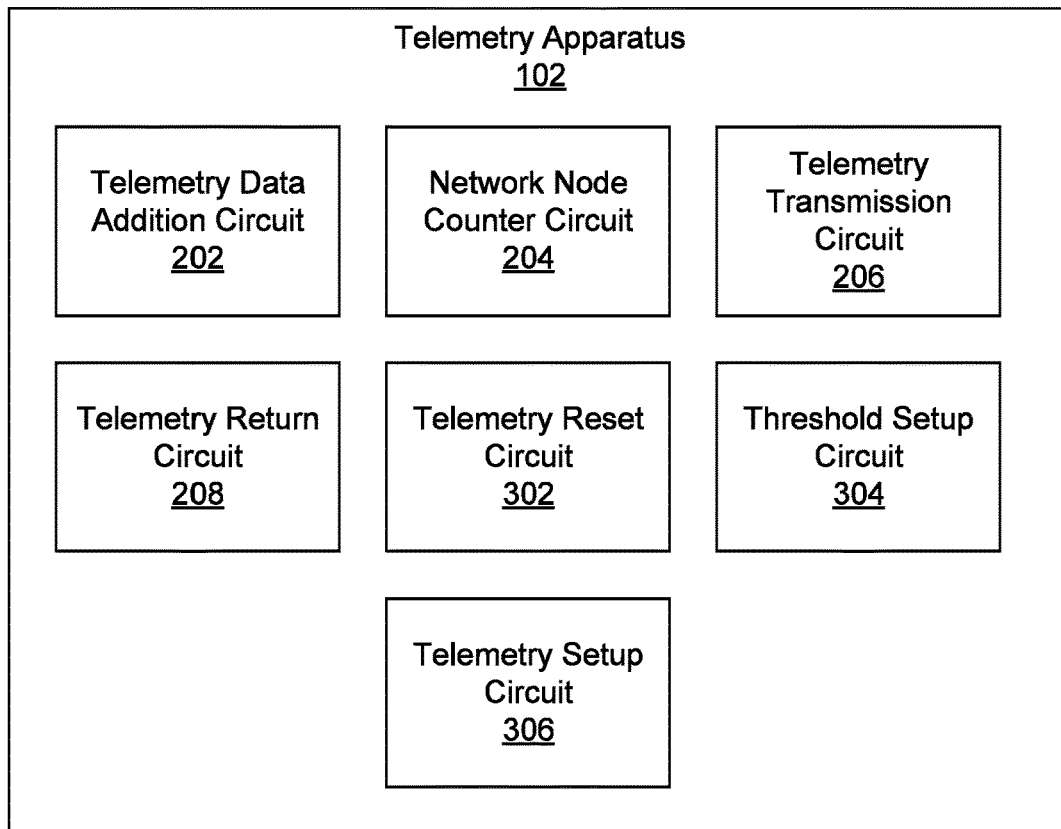 Telemetry Apparatus
102
Telemetry Data
Addition Circuit
202
Network Node
Counter Circuit
204
Telemetry
Transmission
Circuit
206
Telemetry Return
Circuit
208
Telemetry Reset
Circuit
302
Threshold Setup
Circuit
304
Telemetry Setup
Circuit
306